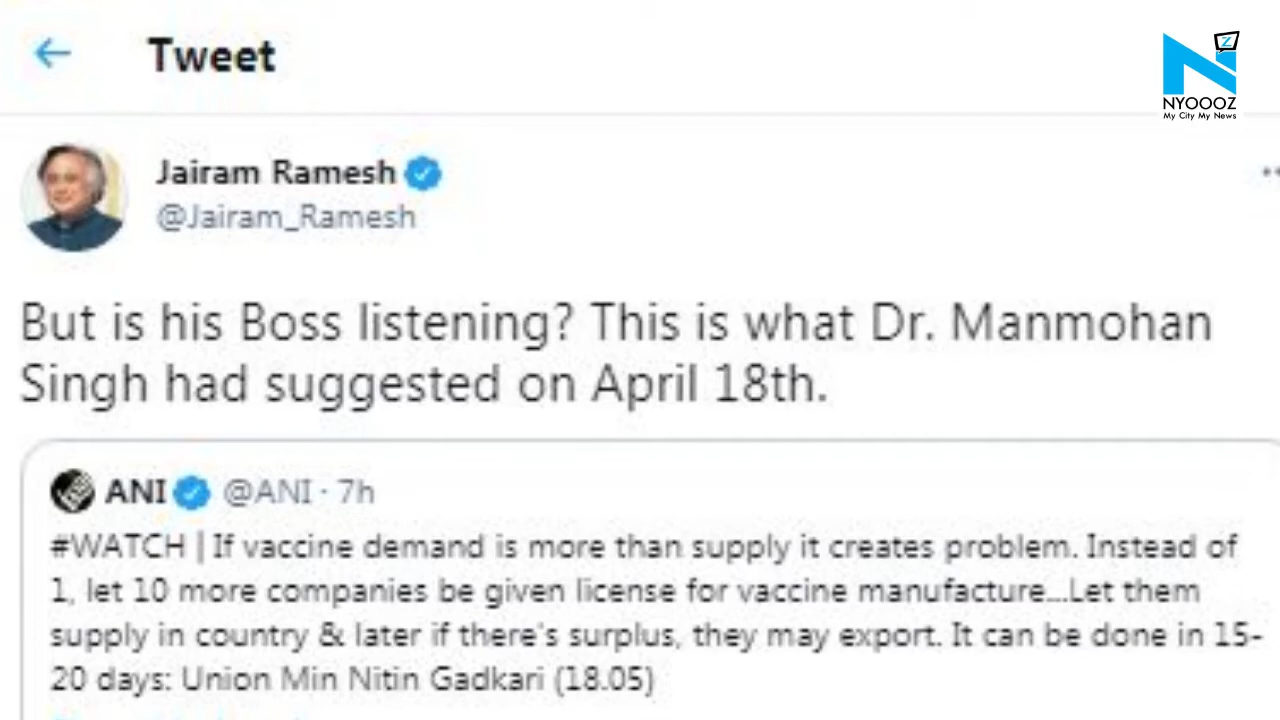 Tweet
NYOOOZ
My City My News
Jairam Ramesh
@Jairam_Ramesh
But is his Boss listening? This is what Dr. Manmohan
Singh had suggested on April 18th.
ANI @ANI · 7h
#WATCH | If vaccine demand is more than supply it creates problem. Instead of
1, let 10 more companies be given license for vaccine manufacture...Let them
supply in country & later if there's surplus, they may export. It can be done in 15-
20 days: Union Min Nitin Gadkari (18.05)